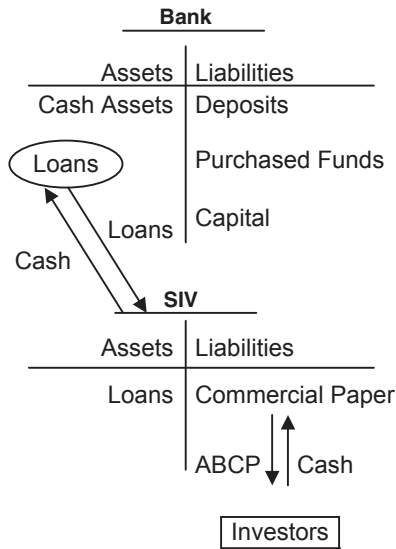 Bank
Assets Liabilities
Cash Assets Deposits
Loans Purchased Funds
Loans Capital
Cash
SIV
Assets Liabilities
Loans Commercial Paper
ABCP Cash
Investors